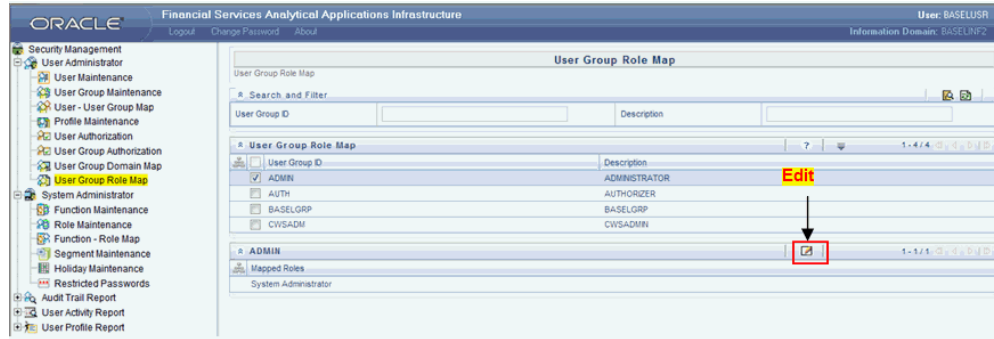 ORACLE
Financial Services Analytical Applications Infrastructure
User: BASELUSR
Logout Change Password About
Information Domain: BASELINF2
Security Management
User Administrator
User Maintenance
User Group Maintenance
User - User Group Map
Profile Maintenance
User Authorization
User Group Authorization
User Group Domain Map
User Group Role Map
System Administrator
Function Maintenance
Role Maintenance
Function - Role Map
Segment Maintenance
Holiday Maintenance
Restricted Passwords
Audit Trail Report
User Activity Report
User Profile Report
User Group Role Map
User Group Role Map
Search and Filter
User Group ID Description
User Group Role Map ? 1 - 4 / 4
User Group ID Description
ADMIN ADMINISTRATOR
AUTH AUTHORIZER
BASELGRP BASELGRP
CWSADM CWSADMIN
Edit
ADMIN 1 - 1 / 1
Mapped Roles
System Administrator